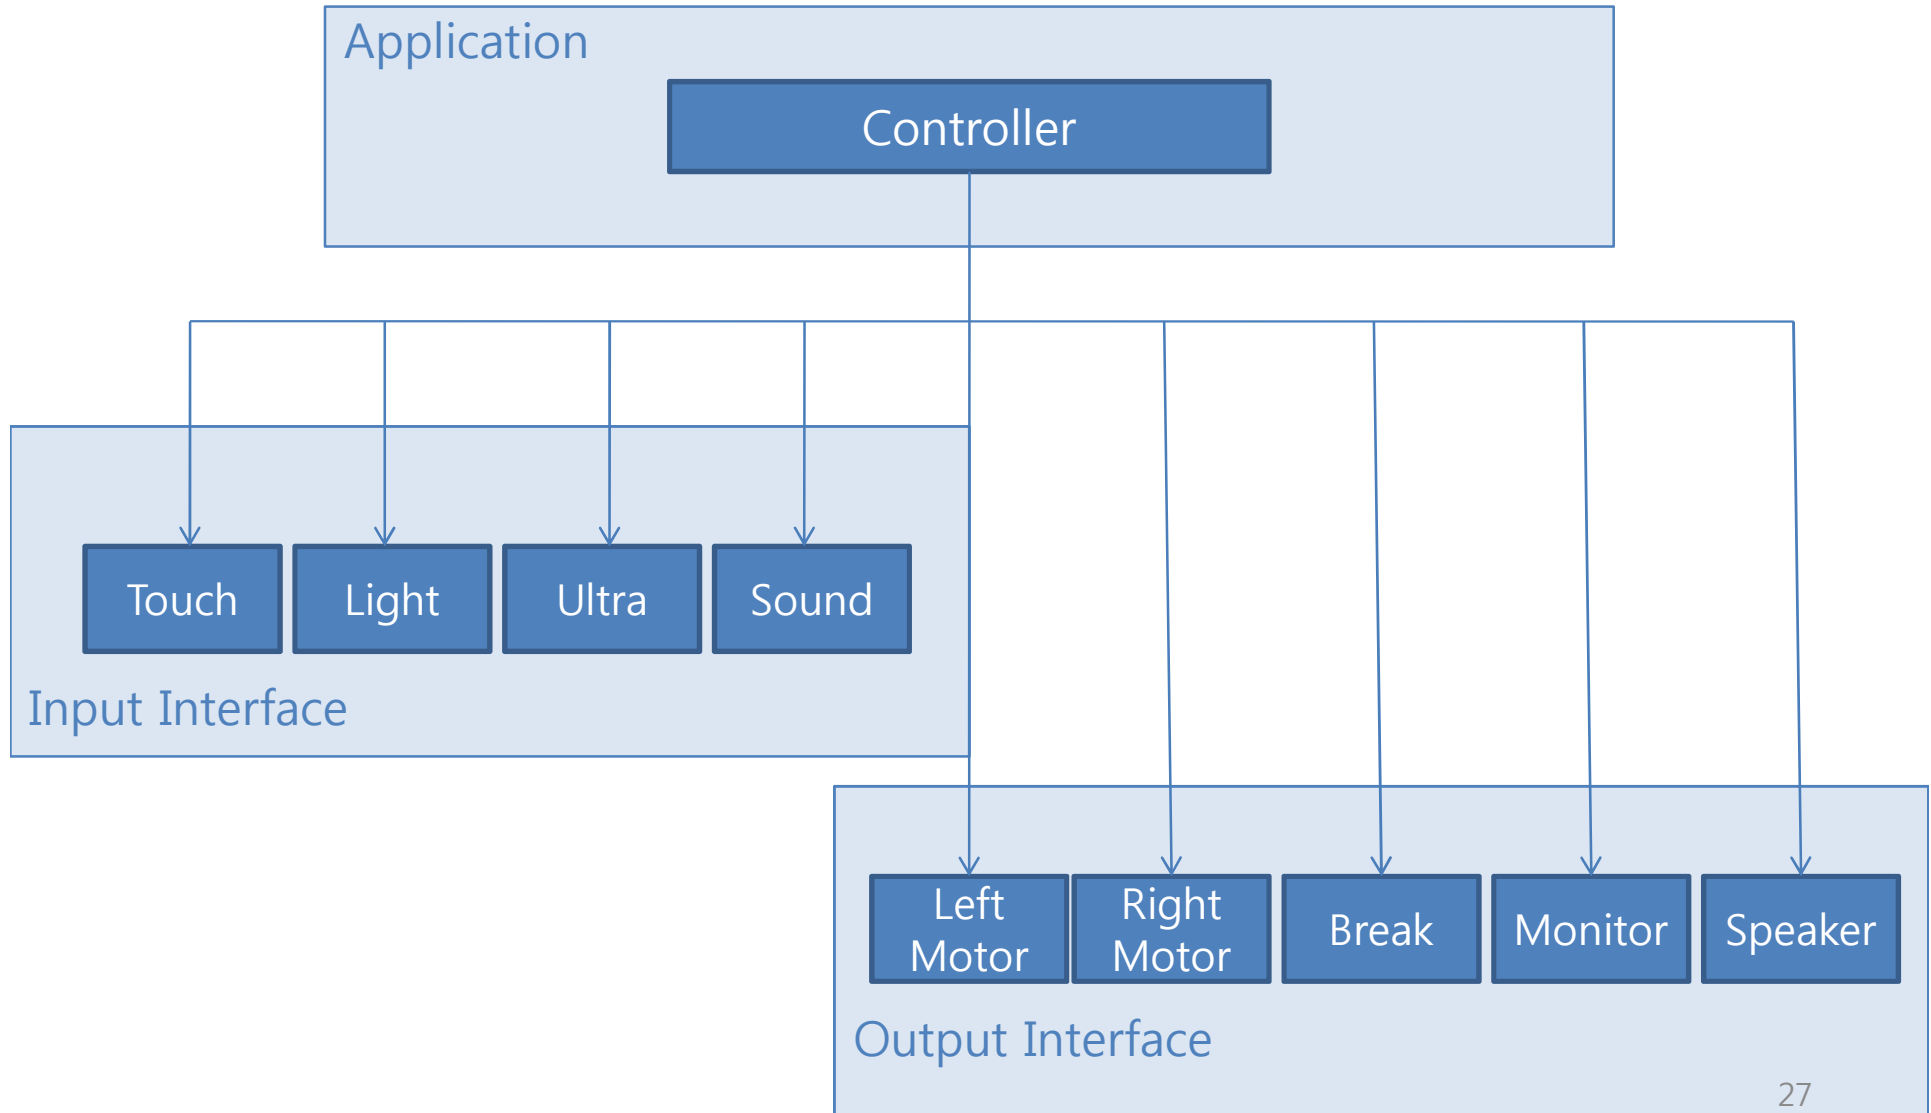 Application
Controller
Touch
Light
Ultra
Sound
Input Interface
Left
Motor
Right
Motor
Break
Monitor
Speaker
Output Interface
27